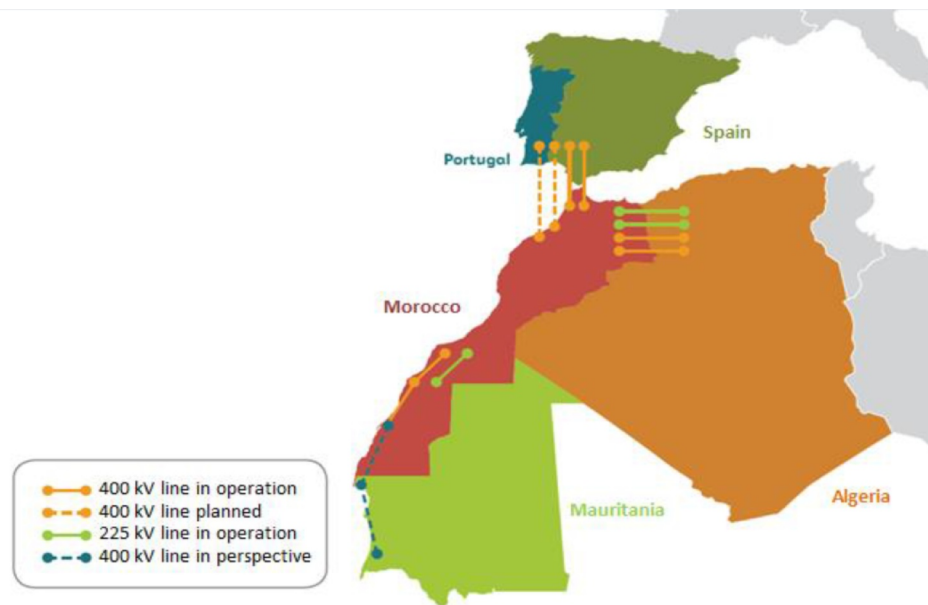 Spain
Portugal
Morocco
Mauritania
Algeria
400 kV line in operation
400 kV line planned
225 kV line in operation
400 kV line in perspective